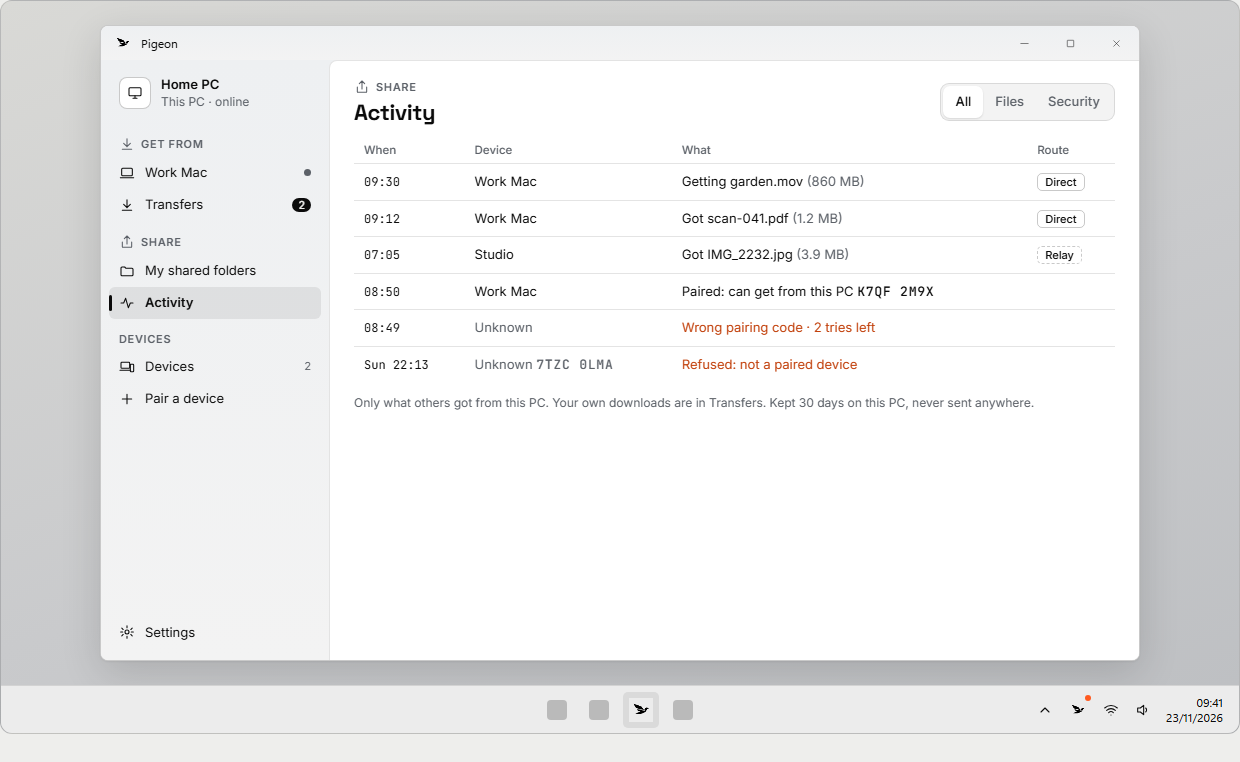 Pigeon
Home PC
This PC · online
GET FROM
Work Mac
Transfers 2
SHARE
My shared folders
Activity
DEVICES
Devices 2
Pair a device
Settings
SHARE
Activity
All Files Security
When Device What Route
09:30 Work Mac Getting garden.mov (860 MB) Direct
09:12 Work Mac Got scan-041.pdf (1.2 MB) Direct
07:05 Studio Got IMG_2232.jpg (3.9 MB) Relay
08:50 Work Mac Paired: can get from this PC K7QF 2M9X
08:49 Unknown Wrong pairing code · 2 tries left
Sun 22:13 Unknown 7TZC 0LMA Refused: not a paired device
Only what others got from this PC. Your own downloads are in Transfers. Kept 30 days on this PC, never sent anywhere.
09:41
23/11/2026